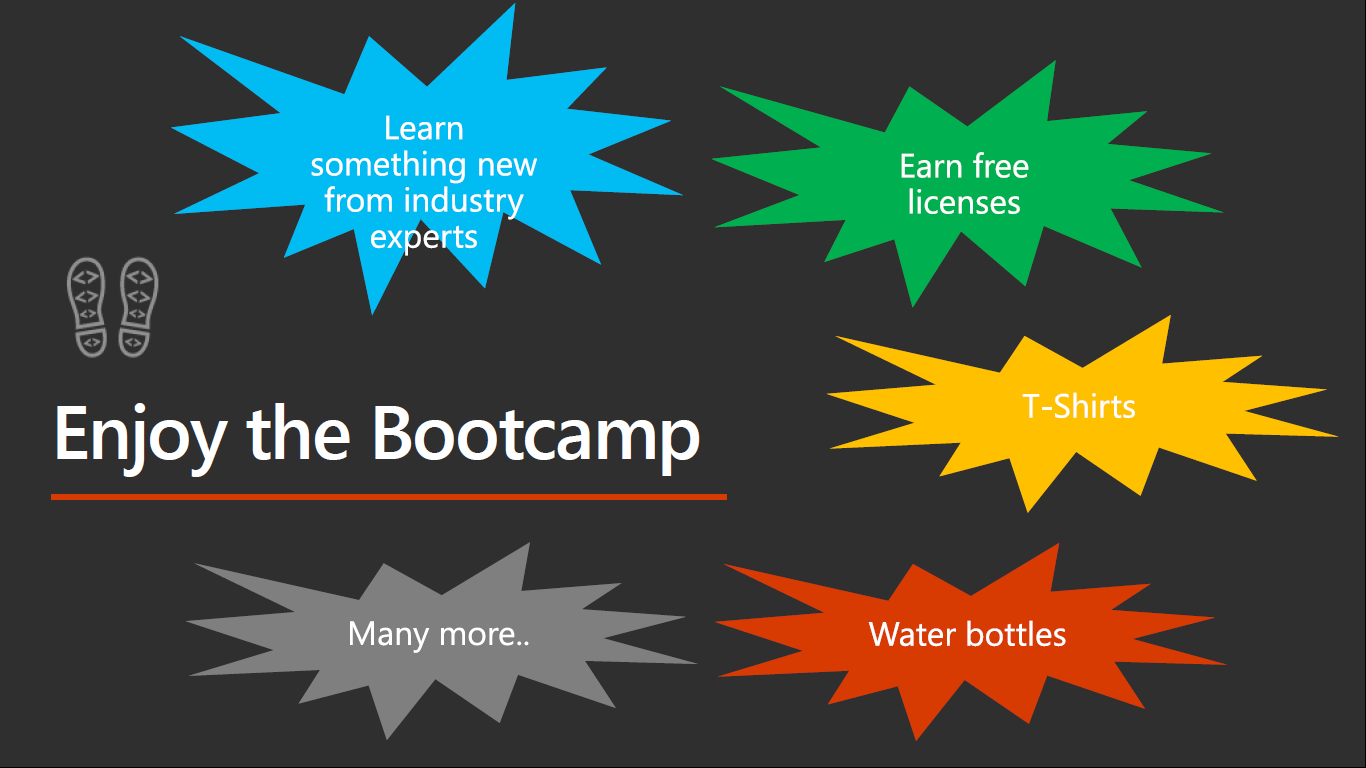 Learn
something new
from industry
experts
Earn free
licenses
T-Shirts
Enjoy the Bootcamp
Many more..
Water bottles